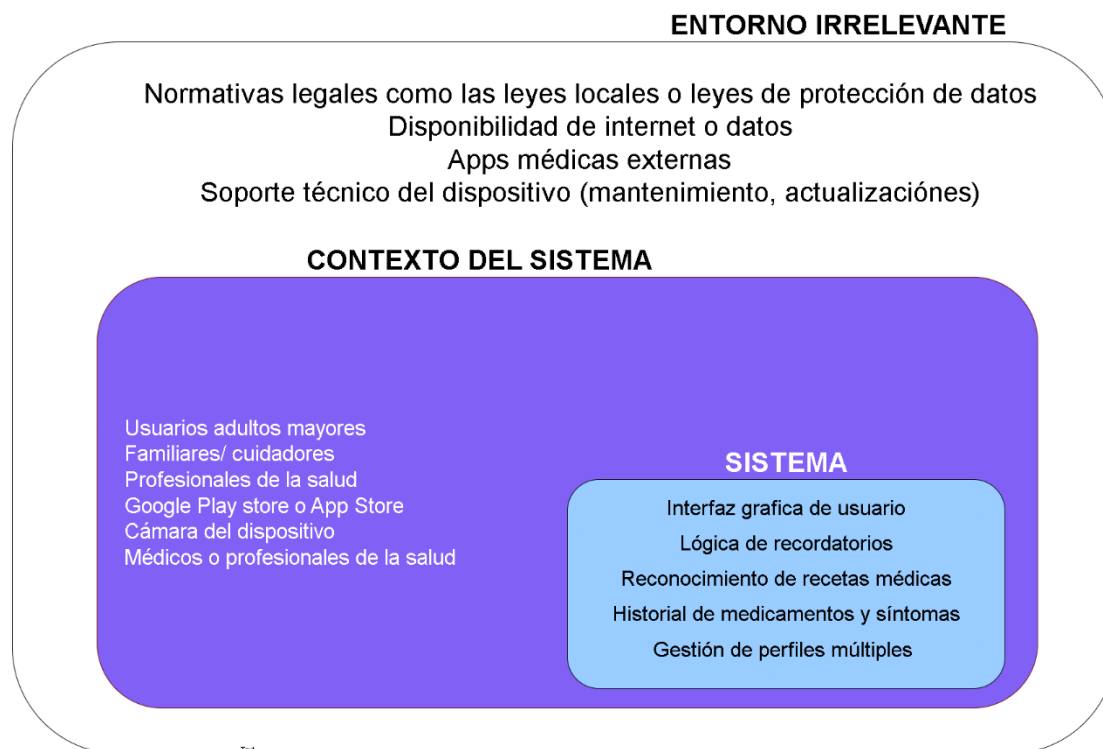 ENTORNO IRRELEVANTE
Normativas legales como las leyes locales o leyes de protección de datos
Disponibilidad de internet o datos
Apps médicas externas
Soporte técnico del dispositivo (mantenimiento, actualizaciónes)
CONTEXTO DEL SISTEMA
Usuarios adultos mayores
Familiares/ cuidadores
Profesionales de la salud
Google Play store o App Store
Cámara del dispositivo
Médicos o profesionales de la salud
SISTEMA
Interfaz grafica de usuario
Lógica de recordatorios
Reconocimiento de recetas médicas
Historial de medicamentos y síntomas
Gestión de perfiles múltiples